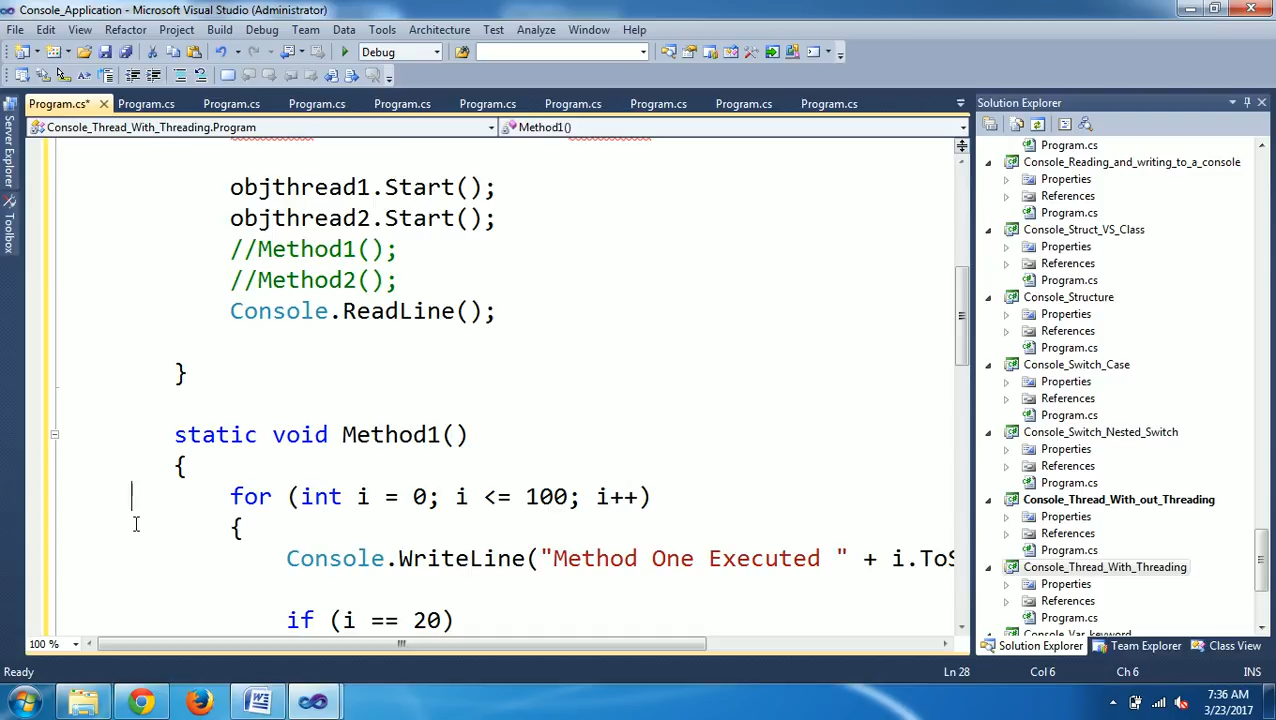 Console_Application - Microsoft Visual Studio (Administrator)
File Edit View Refactor Project Build Debug Team Data Tools Architecture Test Analyze Window Help
Debug
Program.cs* Program.cs Program.cs Program.cs Program.cs Program.cs Program.cs Program.cs Program.cs Program.cs
Console_Thread_With_Threading.Program Method1()
Server Explorer
Toolbox
objthread1.Start();
objthread2.Start();
//Method1();
//Method2();
Console.ReadLine();
}
static void Method1()
{
for (int i = 0; i <= 100; i++)
{
Console.WriteLine("Method One Executed " + i.ToS
if (i == 20)
100 %
Solution Explorer
Program.cs
Console_Reading_and_writing_to_a_console
Properties
References
Program.cs
Console_Struct_VS_Class
Properties
References
Program.cs
Console_Structure
Properties
References
Program.cs
Console_Switch_Case
Properties
References
Program.cs
Console_Switch_Nested_Switch
Properties
References
Program.cs
Console_Thread_With_out_Threading
Properties
References
Program.cs
Console_Thread_With_Threading
Properties
References
Program.cs
Console_Var_keyword
Solution Explorer Team Explorer Class View
Ready Ln 28 Col 6 Ch 6 INS
7:36 AM
3/23/2017